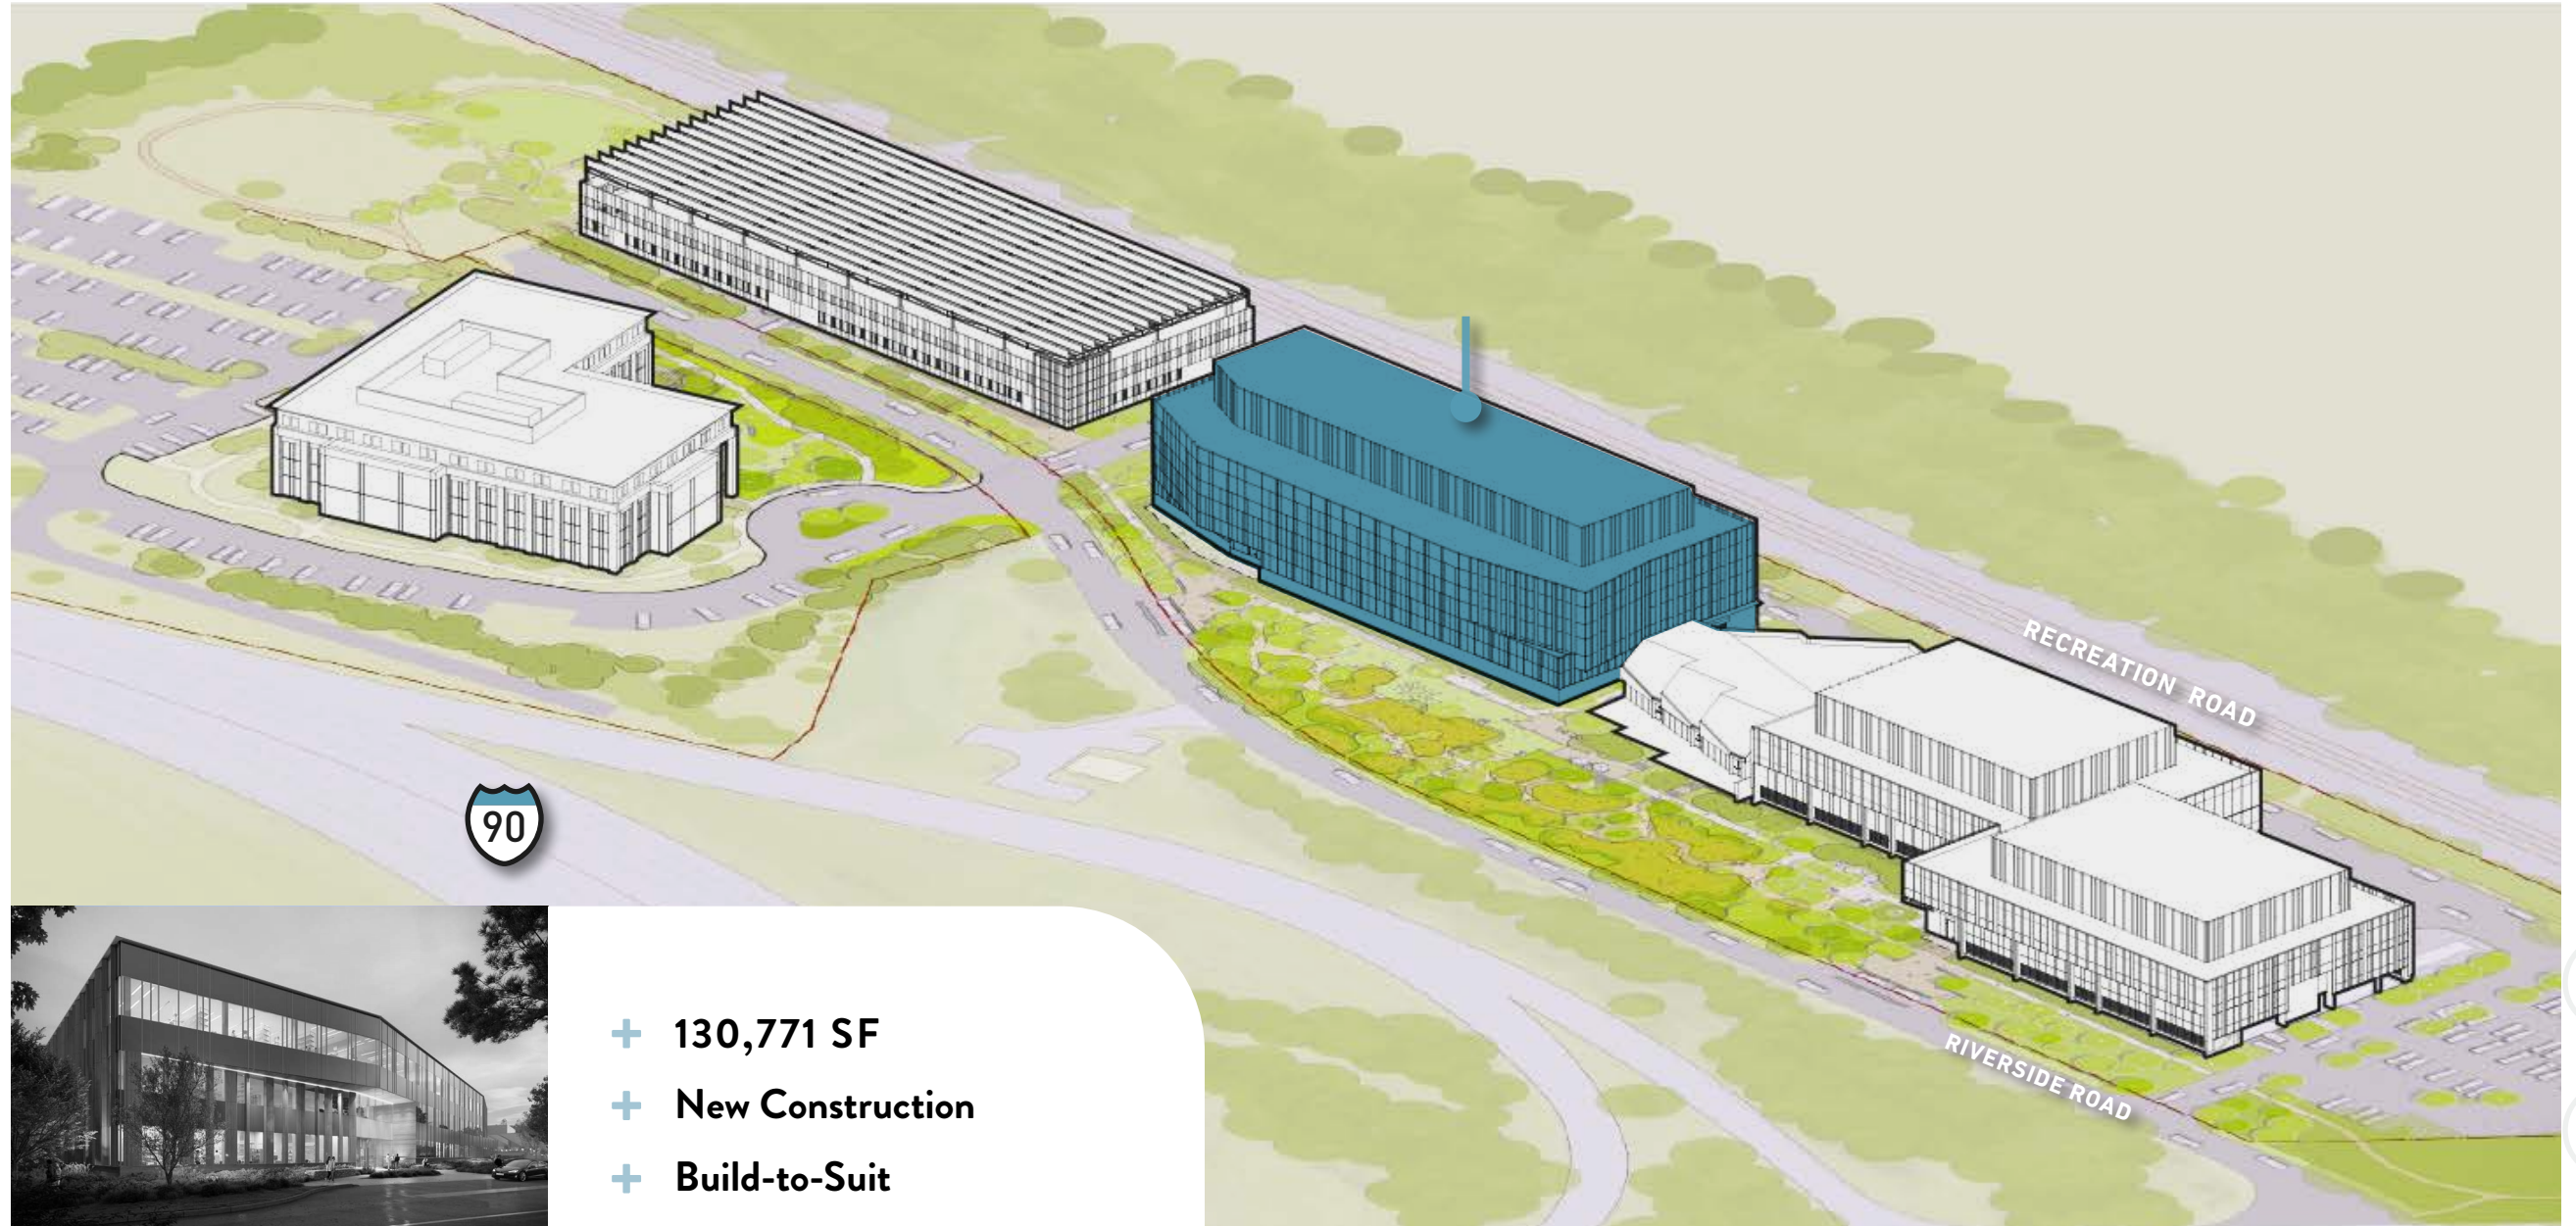 RECREATION ROAD
90
RIVERSIDE ROAD
+ 130,771 SF
+ New Construction
+ Build-to-Suit